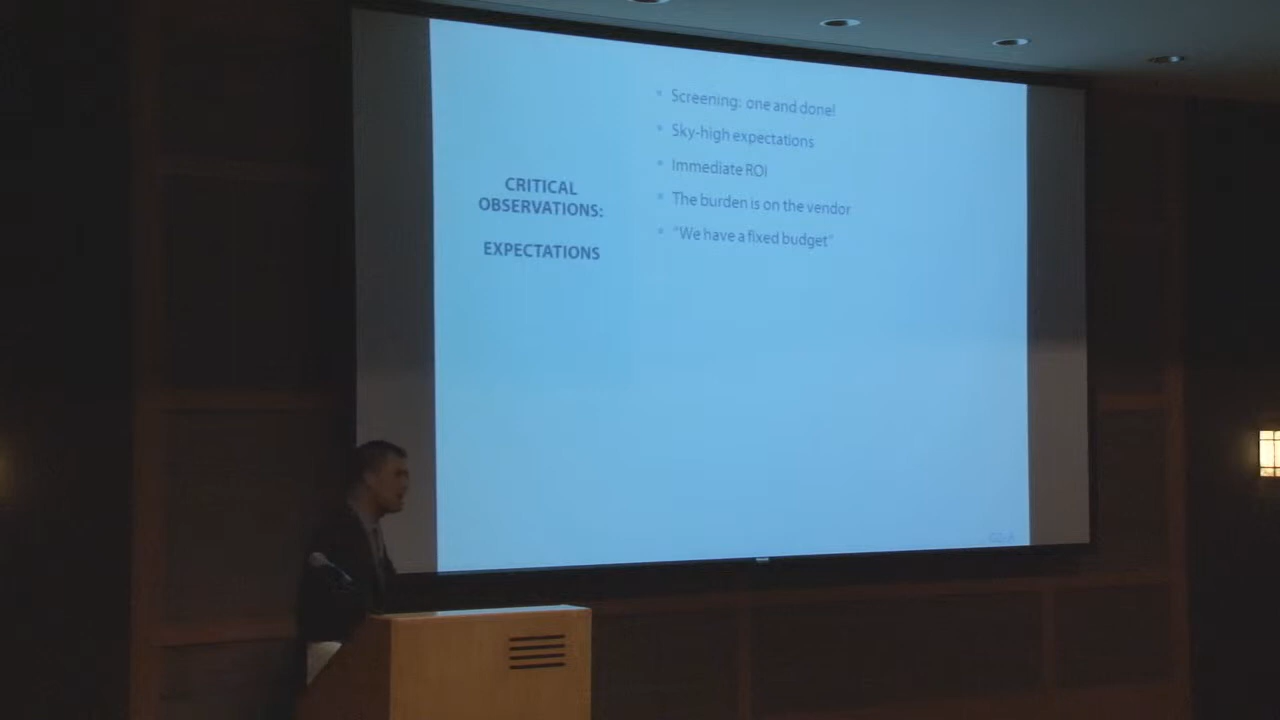 CRITICAL
OBSERVATIONS:
EXPECTATIONS
Screening: one and done!
Sky-high expectations
Immediate ROI
The burden is on the vendor
"We have a fixed budget"